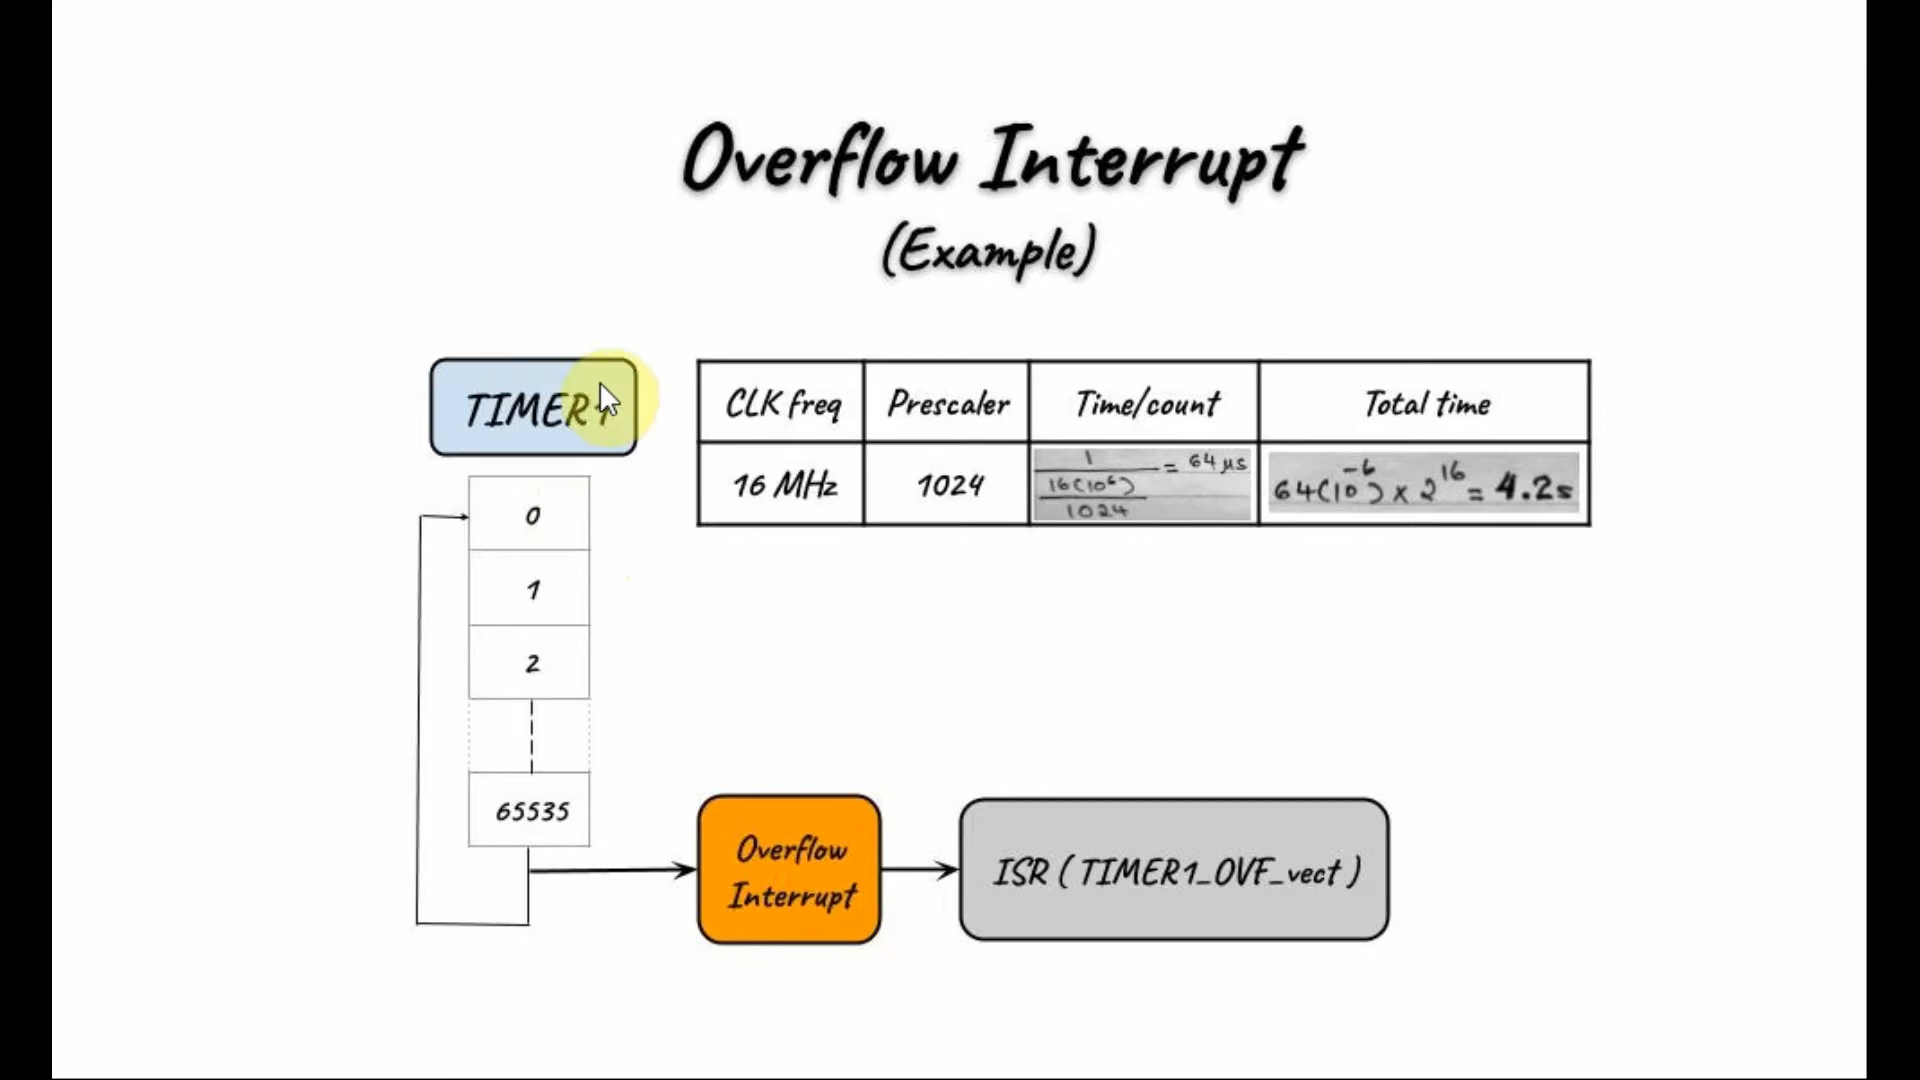 Overflow Interrupt
(Example)
TIMER1
CLK freq
Prescaler
Time/count
Total time
16 MHz
1024
1
16(10⁶)
1024
= 64 µs
64(10⁻⁶) x 2¹⁶ = 4.2s
0
1
2
65535
Overflow
Interrupt
ISR ( TIMER1_OVF_vect )